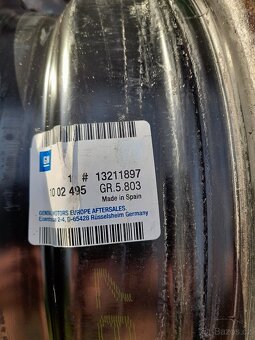 GM
1 # 13211897
10 02 495 GR.5.803
Made in Spain
GENERAL MOTORS EUROPE AFTERSALES
2-4, D-65428 Rüsselsheim Germany